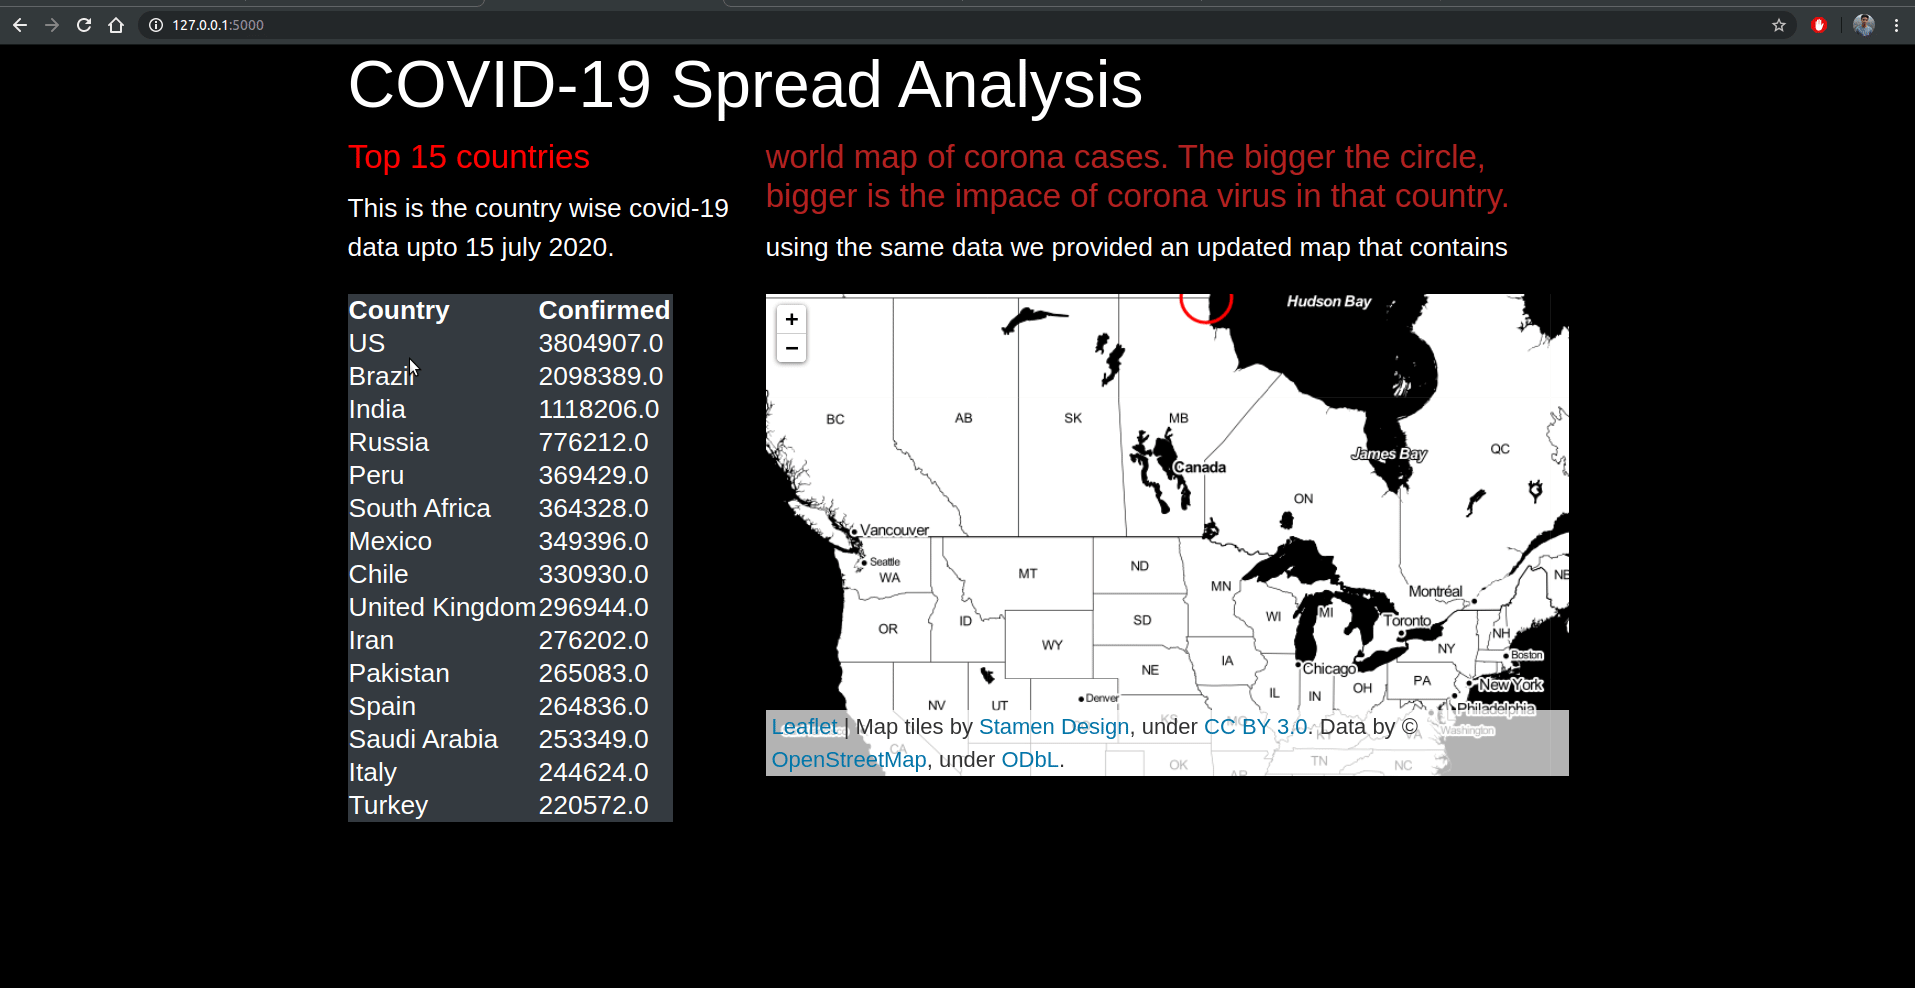 127.0.0.1:5000
COVID-19 Spread Analysis
Top 15 countries
This is the country wise covid-19
data upto 15 july 2020.
Country Confirmed
US 3804907.0
Brazil 2098389.0
India 1118206.0
Russia 776212.0
Peru 369429.0
South Africa 364328.0
Mexico 349396.0
Chile 330930.0
United Kingdom 296944.0
Iran 276202.0
Pakistan 265083.0
Spain 264836.0
Saudi Arabia 253349.0
Italy 244624.0
Turkey 220572.0
world map of corona cases. The bigger the circle,
bigger is the impace of corona virus in that country.
using the same data we provided an updated map that contains
+
−
Hudson Bay
BC
AB
SK
MB
James Bay
QC
Canada
ON
Vancouver
Seattle
WA
MT
ND
MN
NB
Montréal
OR
ID
SD
WI
MI
Toronto
NH
WY
NY
Boston
IA
NE
Chicago
PA
New York
NV
UT
Denver
IL
IN
OH
Philadelphia
Washington
CA
KS
MO
KY
VA
OK
AR
TN
NC
Leaflet | Map tiles by Stamen Design, under CC BY 3.0. Data by ©
OpenStreetMap, under ODbL.